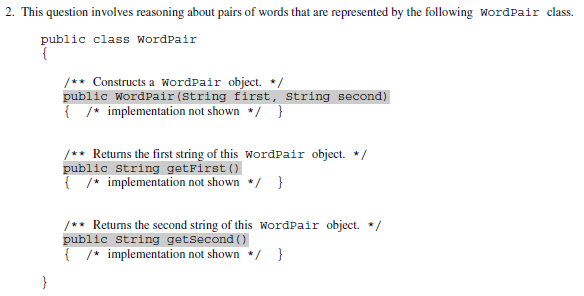 2. This question involves reasoning about pairs of words that are represented by the following WordPair class.
public class WordPair
{
/** Constructs a WordPair object. */
public WordPair(String first, String second)
{ /* implementation not shown */ }
/** Returns the first string of this WordPair object. */
public String getFirst()
{ /* implementation not shown */ }
/** Returns the second string of this WordPair object. */
public String getSecond()
{ /* implementation not shown */ }
}